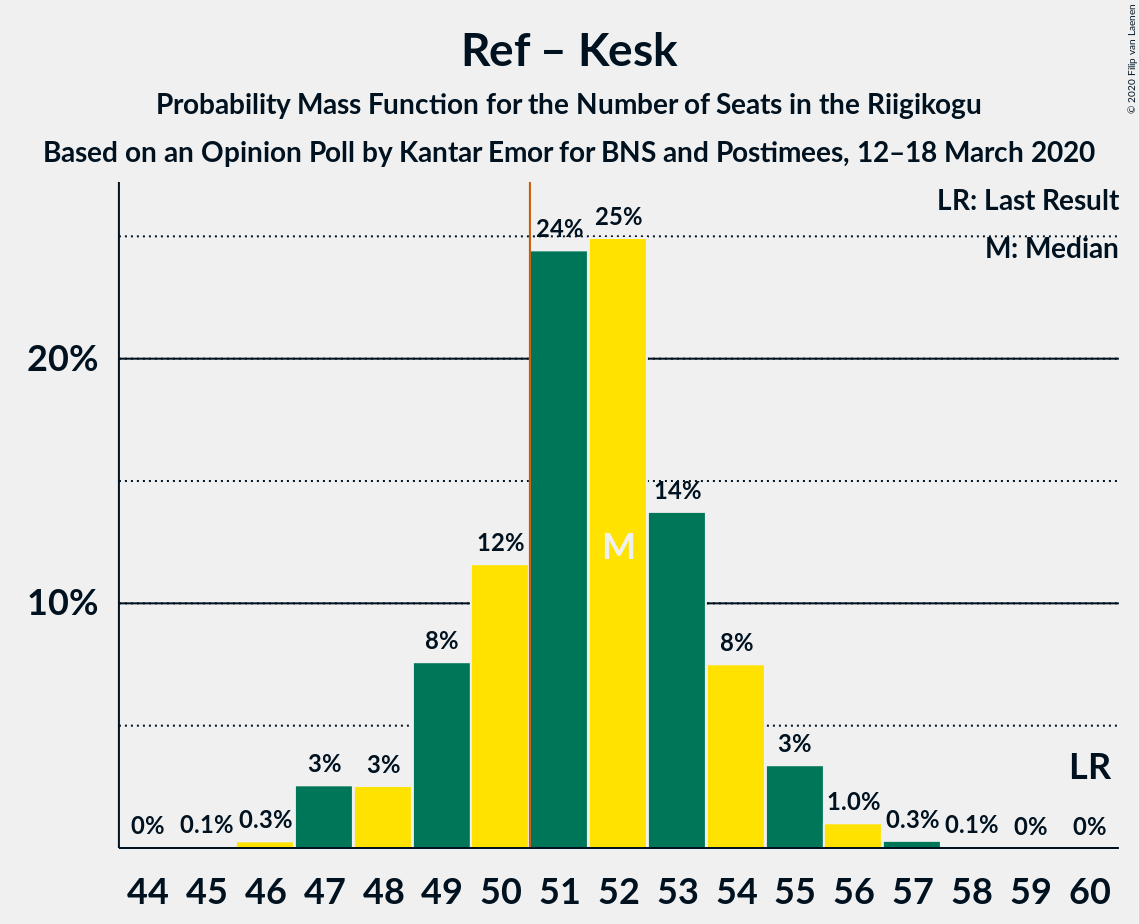 Ref – Kesk
Probability Mass Function for the Number of Seats in the Riigikogu
Based on an Opinion Poll by Kantar Emor for BNS and Postimees, 12–18 March 2020
© 2020 Filip van Laenen
LR: Last Result
M: Median
20%
10%
0% 0.1% 0.3% 3% 3% 8% 12% 24% 25% 14% 8% 3% 1.0% 0.3% 0.1% 0% 0%
M
LR
44 45 46 47 48 49 50 51 52 53 54 55 56 57 58 59 60